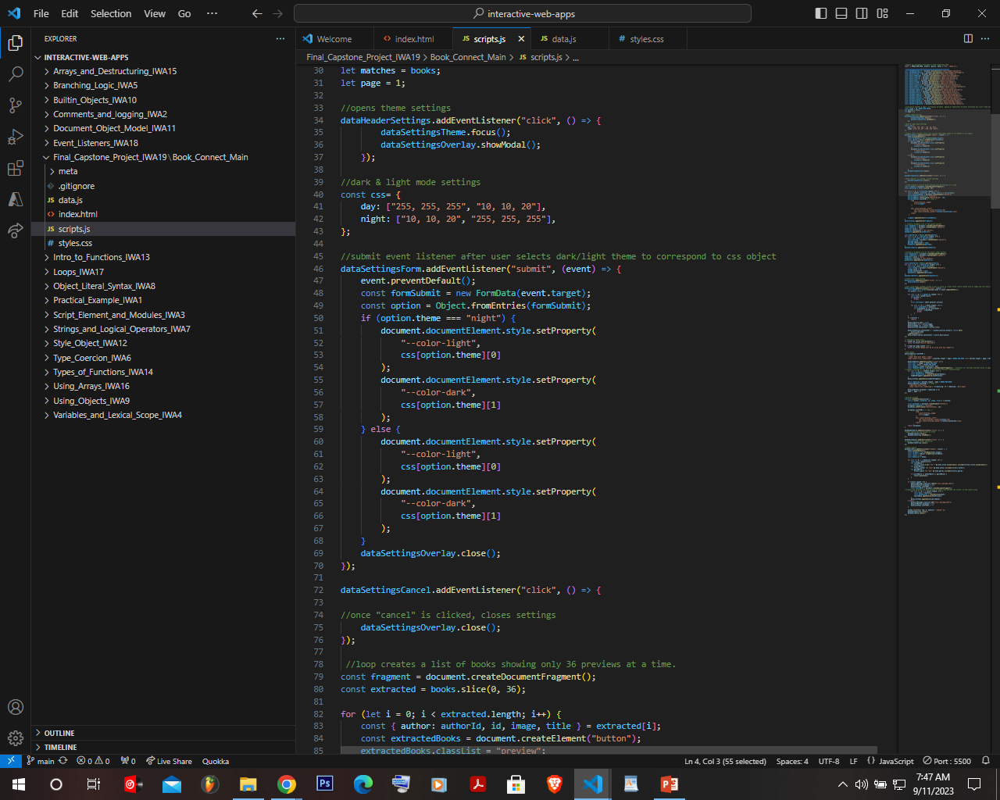 File Edit Selection View Go ... interactive-web-apps
EXPLORER ...
Welcome index.html scripts.js data.js styles.css
INTERACTIVE-WEB-APPS
Arrays_and_Destructuring_IWA15
Branching_Logic_IWA5
Builtin_Objects_IWA10
Comments_and_logging_IWA2
Document_Object_Model_IWA11
Event_Listeners_IWA18
Final_Capstone_Project_IWA19\Book_Connect_Main
meta
.gitignore
JS data.js
<> index.html
JS scripts.js
# styles.css
Intro_to_Functions_IWA13
Loops_IWA17
Object_Literal_Syntax_IWA8
Practical_Example_IWA1
Script_Element_and_Modules_IWA3
Strings_and_Logical_Operators_IWA7
Style_Object_IWA12
Type_Coercion_IWA6
Types_of_Functions_IWA14
Using_Arrays_IWA16
Using_Objects_IWA9
Variables_and_Lexical_Scope_IWA4
OUTLINE
TIMELINE
Final_Capstone_Project_IWA19 > Book_Connect_Main > JS scripts.js > ...
30 let matches = books;
31 let page = 1;
32
33 //opens theme settings
34 dataHeaderSettings.addEventListener("click", () => {
35 dataSettingsTheme.focus();
36 dataSettingsOverlay.showModal();
37 });
38
39 //dark & light mode settings
40 const css= {
41 day: ["255, 255, 255", "10, 10, 20"],
42 night: ["10, 10, 20", "255, 255, 255"],
43 };
44
45 //submit event listener after user selects dark/light theme to correspond to css object
46 dataSettingsForm.addEventListener("submit", (event) => {
47 event.preventDefault();
48 const formSubmit = new FormData(event.target);
49 const option = Object.fromEntries(formSubmit);
50 if (option.theme === "night") {
51 document.documentElement.style.setProperty(
52 "--color-light",
53 css[option.theme][0]
54 );
55 document.documentElement.style.setProperty(
56 "--color-dark",
57 css[option.theme][1]
58 );
59 } else {
60 document.documentElement.style.setProperty(
61 "--color-light",
62 css[option.theme][0]
63 );
64 document.documentElement.style.setProperty(
65 "--color-dark",
66 css[option.theme][1]
67 );
68 }
69 dataSettingsOverlay.close();
70 });
71
72 dataSettingsCancel.addEventListener("click", () => {
73
74 //once "cancel" is clicked, closes settings
75 dataSettingsOverlay.close();
76 });
77
78 //loop creates a list of books showing only 36 previews at a time.
79 const fragment = document.createDocumentFragment();
80 const extracted = books.slice(0, 36);
81
82 for (let i = 0; i < extracted.length; i++) {
83 const { author: authorId, id, image, title } = extracted[i];
84 const extractedBooks = document.createElement("button");
85 extractedBooks.classList = "preview";
main 0 0 0 Live Share Quokka Ln 4, Col 3 (55 selected) Spaces: 4 UTF-8 LF {} JavaScript Port : 5500
7:47 AM
9/11/2023